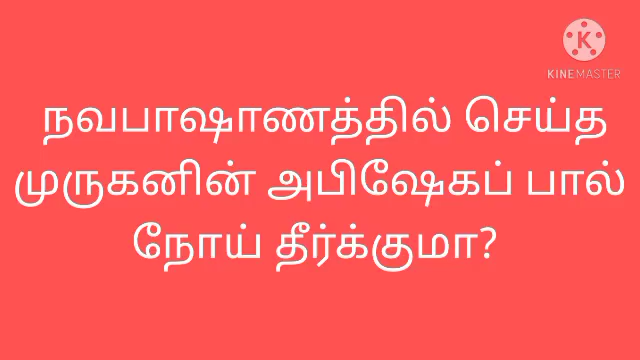 KINEMASTER
நவபாஷாணத்தில் செய்த
முருகனின் அபிஷேகப் பால்
நோய் தீர்க்குமா?